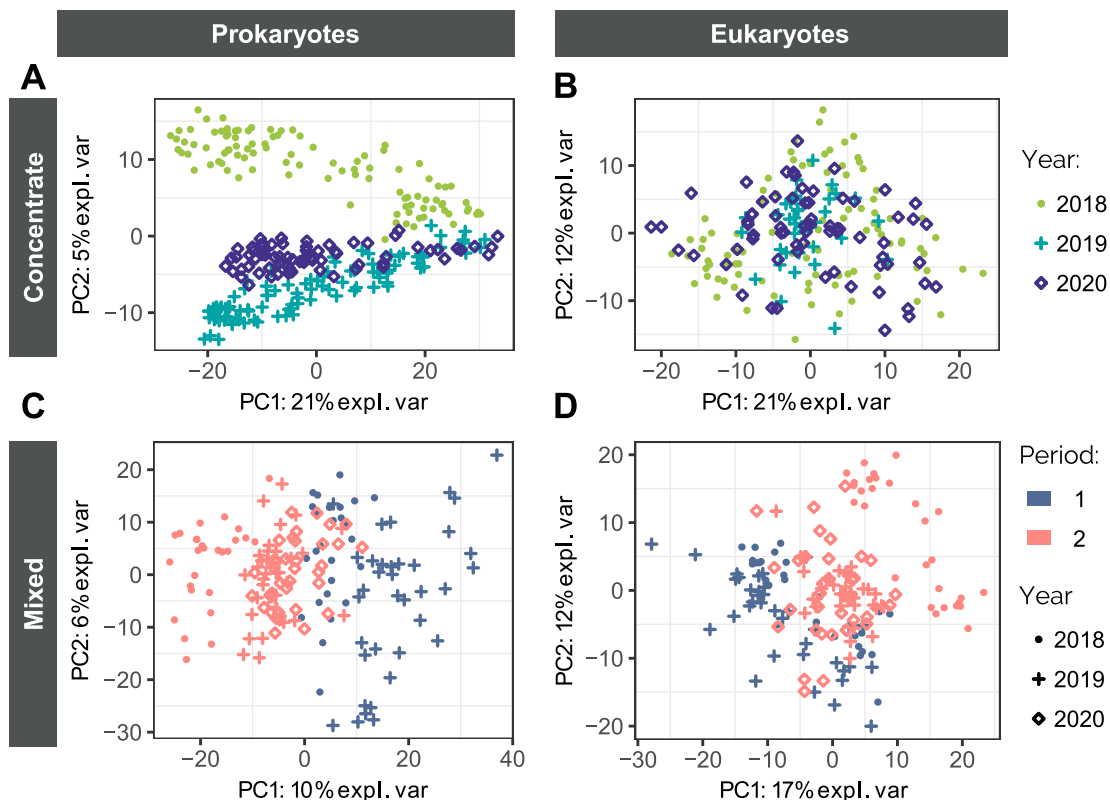 Prokaryotes
Eukaryotes
A
B
Concentrate
PC2: 5% expl. var
10
0
−10
−20
0
20
PC1: 21% expl. var
PC2: 12% expl. var
10
0
−10
−20
−10
0
10
20
PC1: 21% expl. var
Year:
2018
2019
2020
C
D
Mixed
PC2: 6% expl. var
20
10
0
−10
−20
−30
−20
0
20
40
PC1: 10% expl. var
PC2: 12% expl. var
20
10
0
−10
−20
−30
−20
−10
0
10
20
PC1: 17% expl. var
Period:
1
2
Year
2018
2019
2020